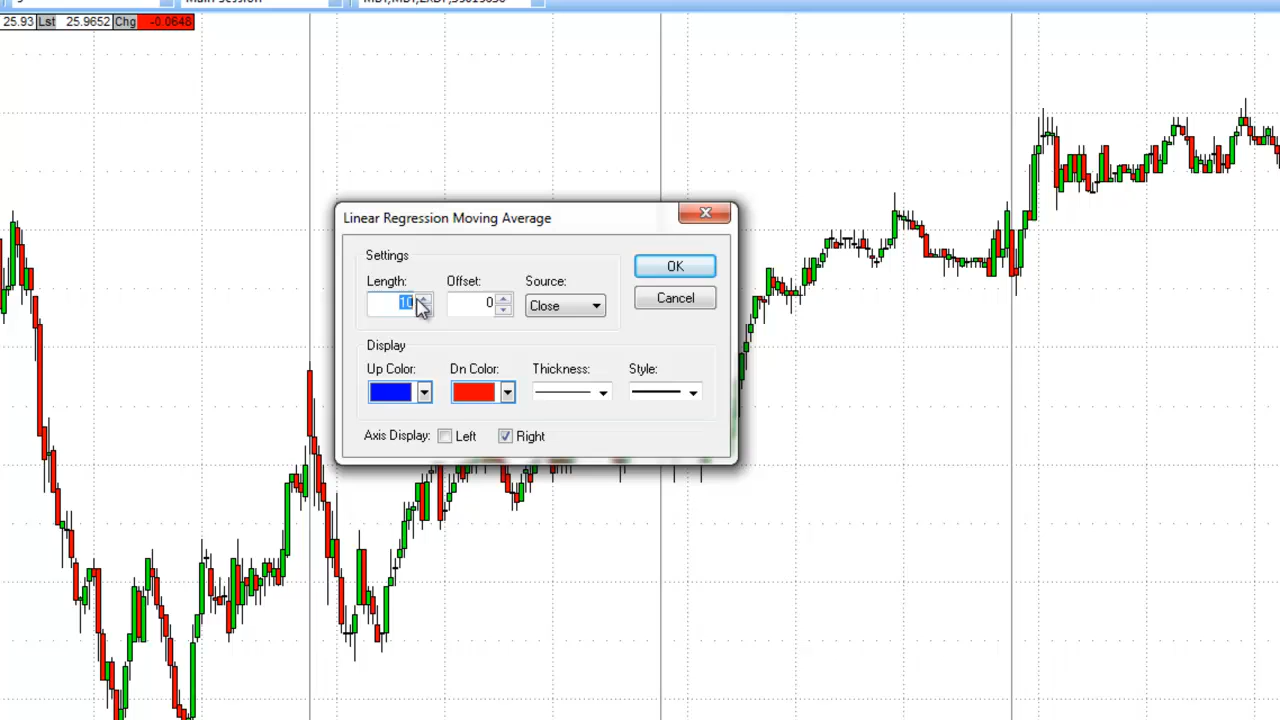 25.93 Lst 25.9652 Chg -0.0648
Linear Regression Moving Average
Settings
Length: Offset: Source:
10 0 Close
OK
Cancel
Display
Up Color: Dn Color: Thickness: Style:
Axis Display: Left Right